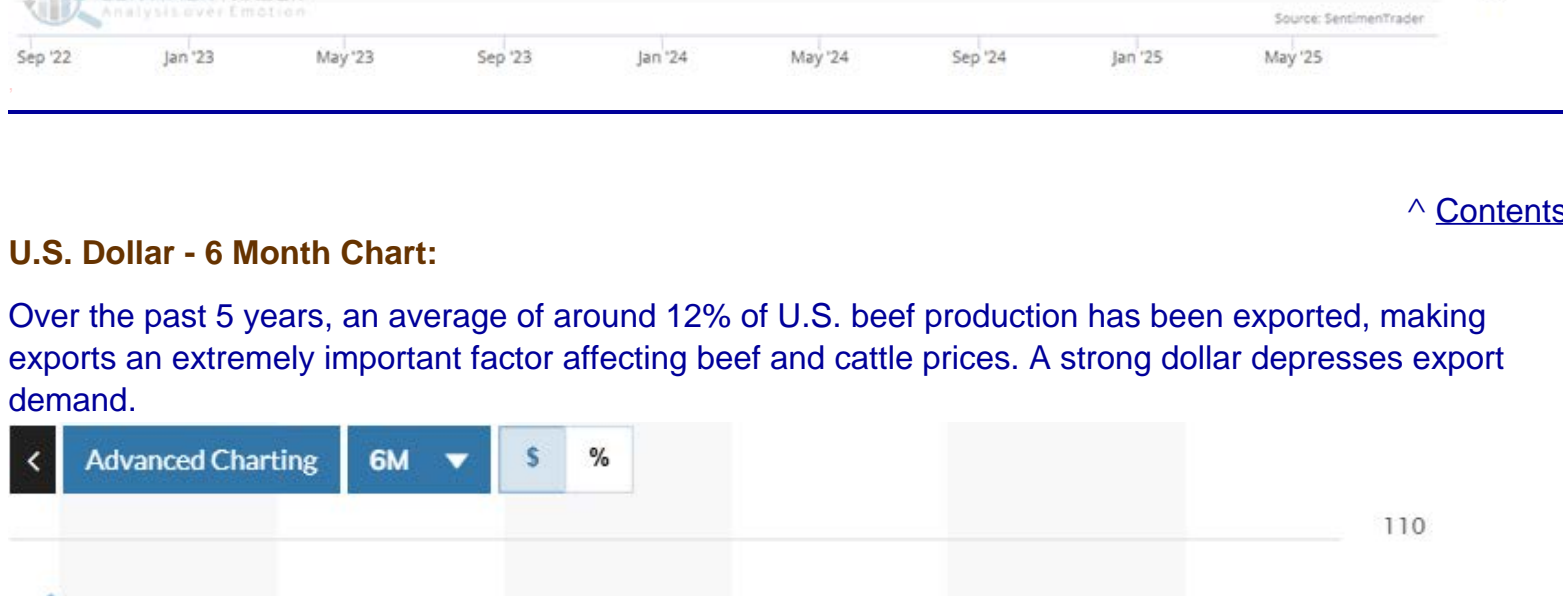 Analysis over Emotion
Source: SentimenTrader
Sep '22 Jan '23 May '23 Sep '23 Jan '24 May '24 Sep '24 Jan '25 May '25
^ Contents
U.S. Dollar - 6 Month Chart:
Over the past 5 years, an average of around 12% of U.S. beef production has been exported, making
exports an extremely important factor affecting beef and cattle prices. A strong dollar depresses export
demand.
< Advanced Charting 6M ▼ $ %
110